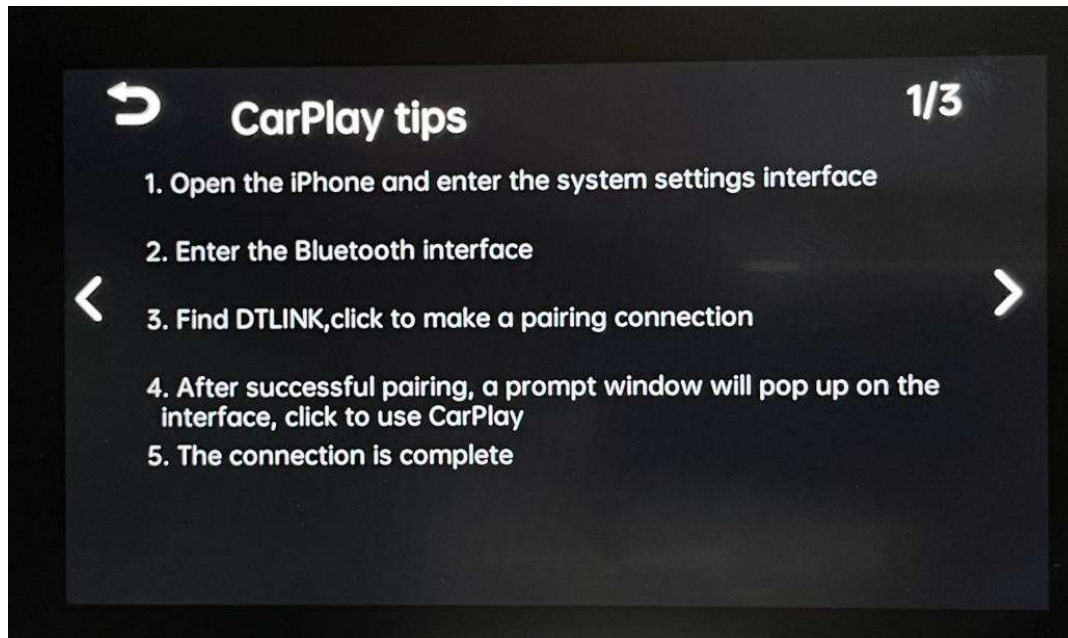 CarPlay tips
1/3
1. Open the iPhone and enter the system settings interface
2. Enter the Bluetooth interface
3. Find DTLINK,click to make a pairing connection
4. After successful pairing, a prompt window will pop up on the
interface, click to use CarPlay
5. The connection is complete